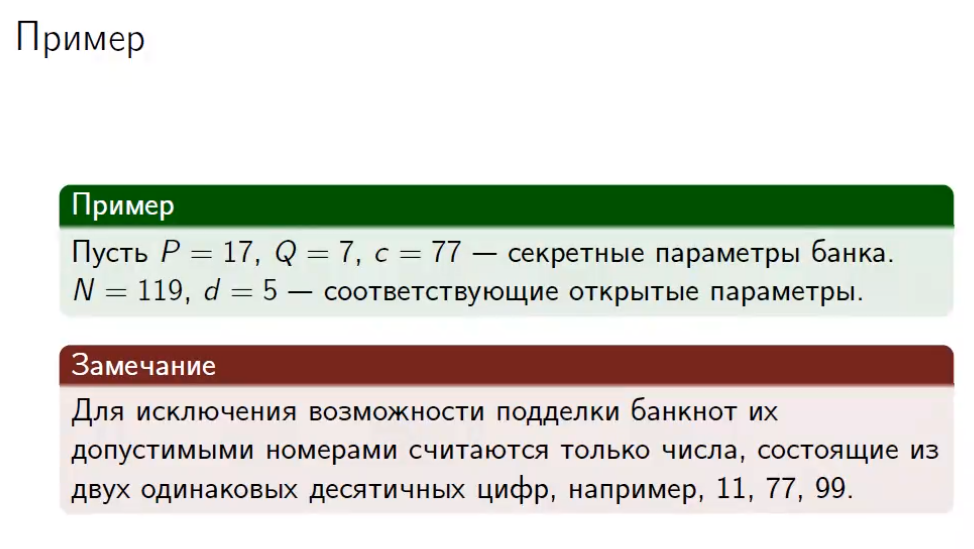 Пример
Пример
Пусть P = 17, Q = 7, c = 77 — секретные параметры банка.
N = 119, d = 5 — соответствующие открытые параметры.
Замечание
Для исключения возможности подделки банкнот их
допустимыми номерами считаются только числа, состоящие из
двух одинаковых десятичных цифр, например, 11, 77, 99.